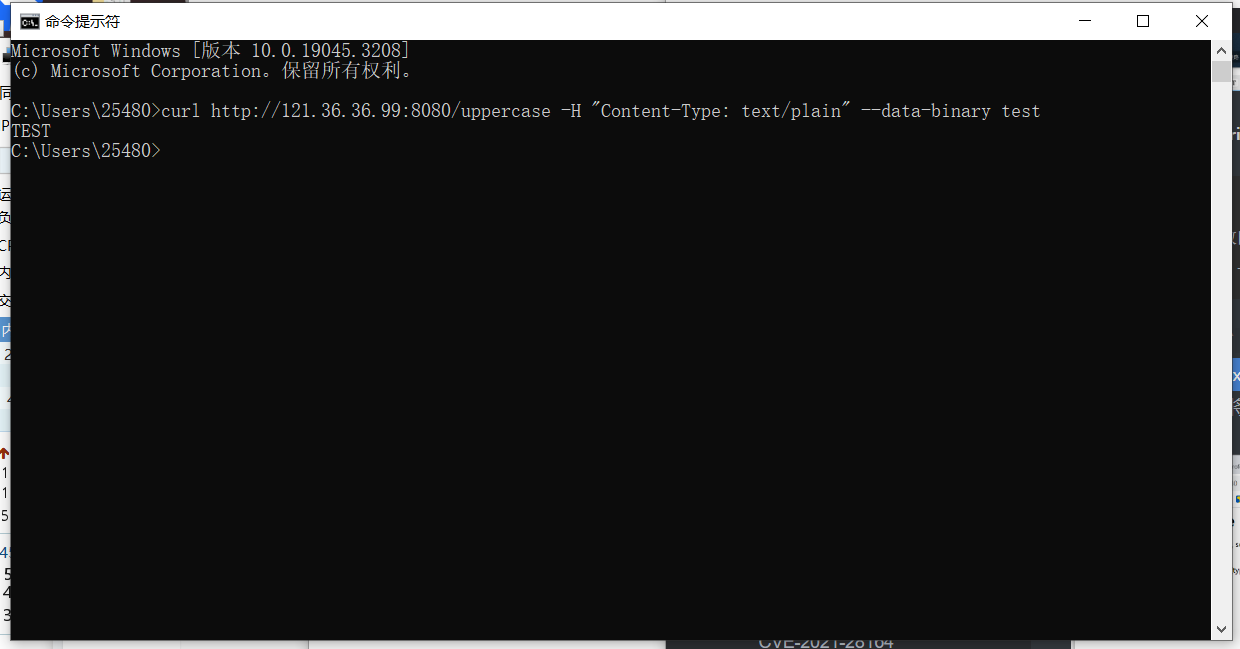 命令提示符
Microsoft Windows [版本 10.0.19045.3208]
(c) Microsoft Corporation。保留所有权利。
C:\Users\25480>curl http://121.36.36.99:8080/uppercase -H "Content-Type: text/plain" --data-binary test
TEST
C:\Users\25480>
CVE-2021-28164